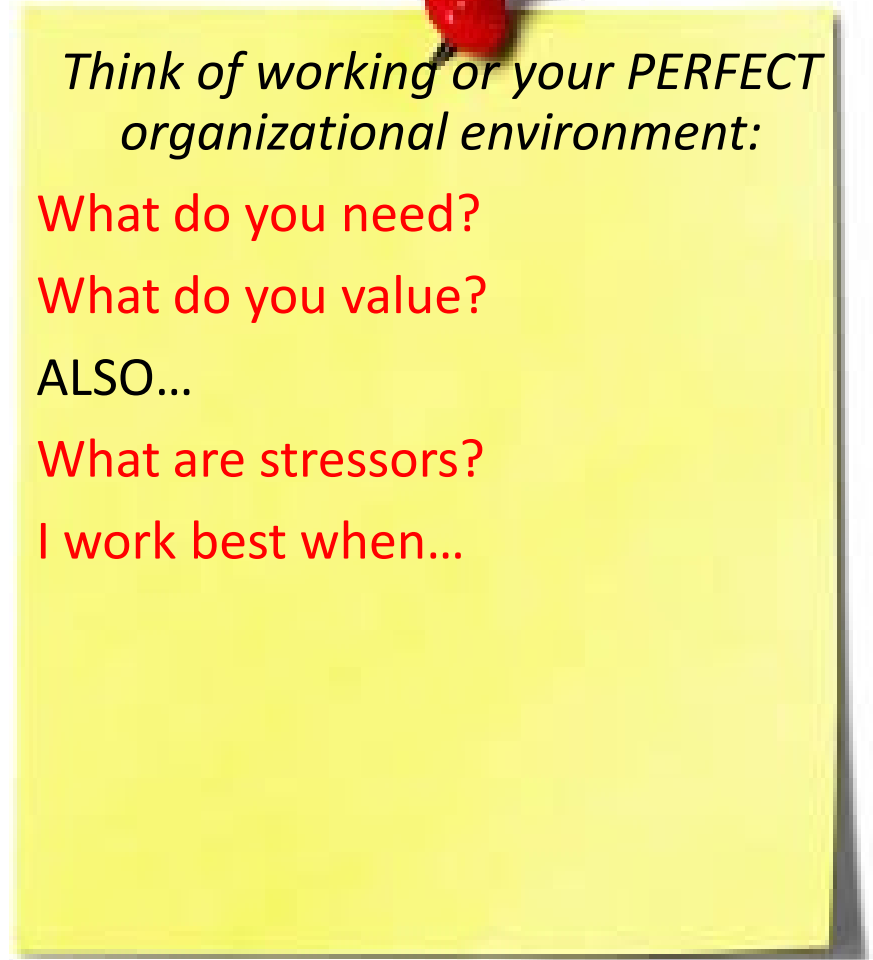 Think of working or your PERFECT
organizational environment:
What do you need?
What do you value?
ALSO…
What are stressors?
I work best when…